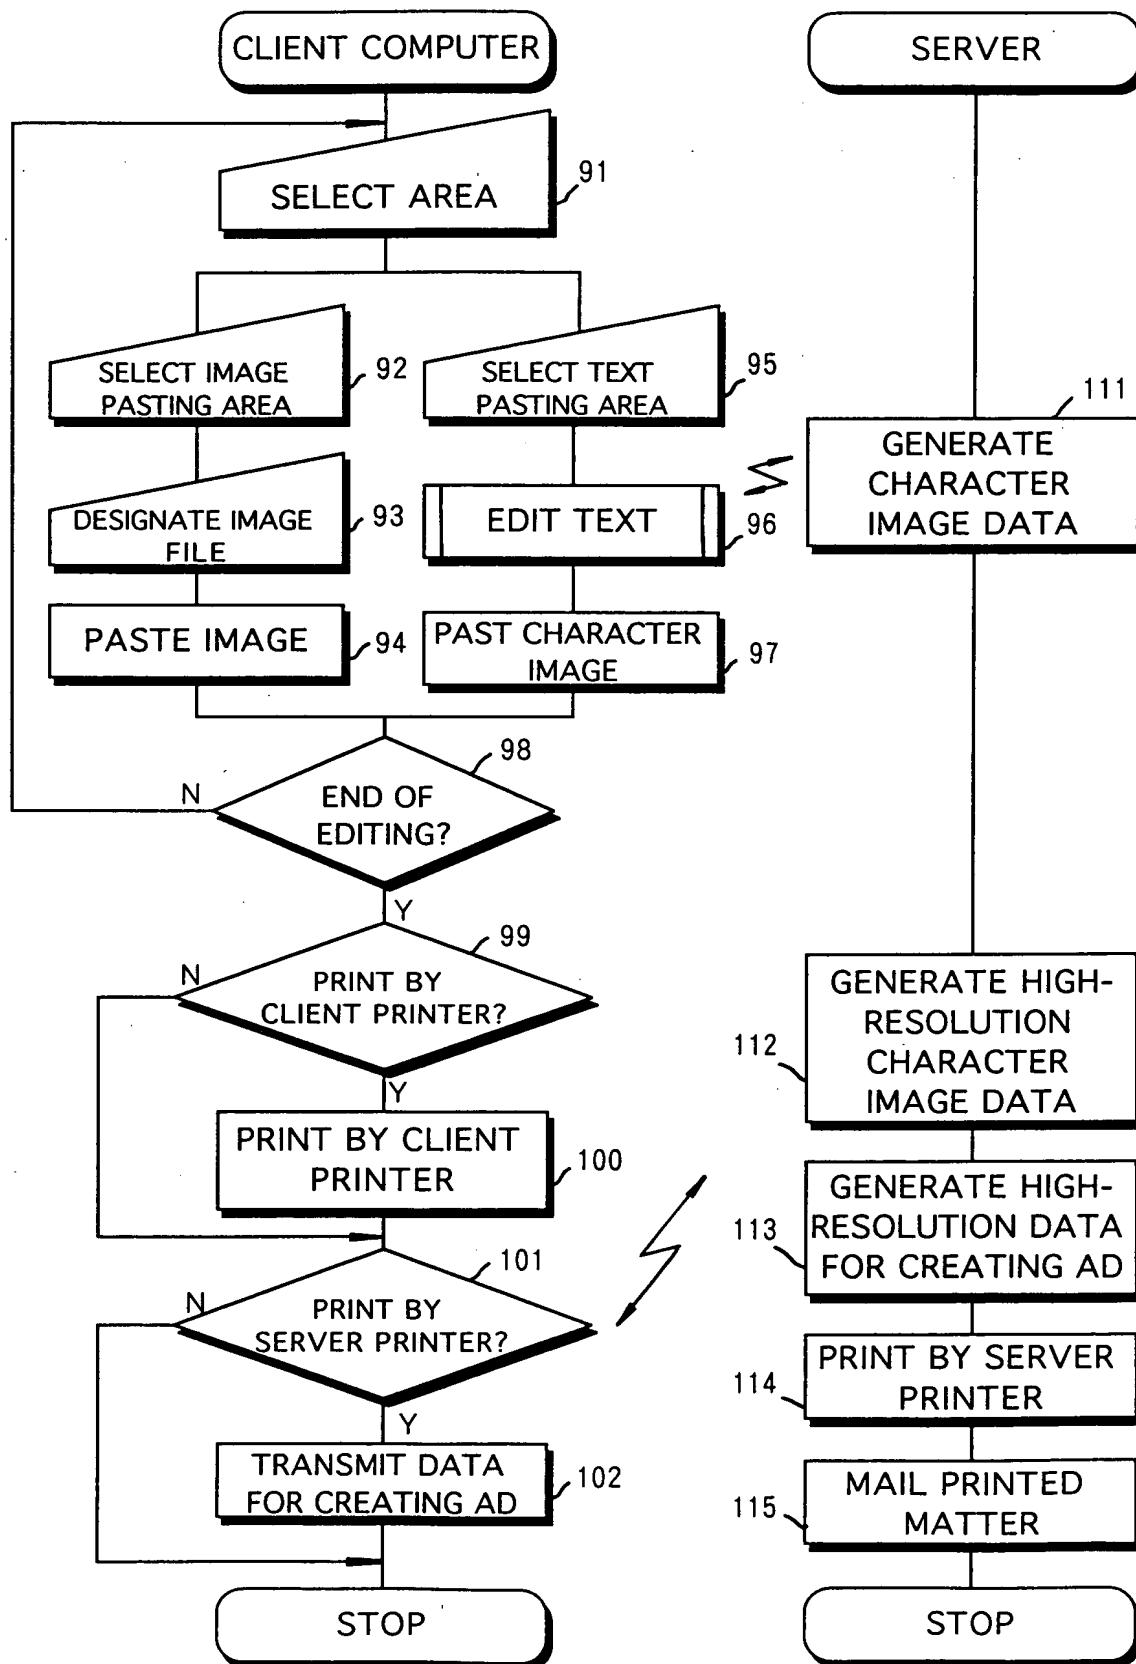 CLIENT COMPUTER
SELECT AREA
91
SELECT IMAGE
PASTING AREA
92
SELECT TEXT
PASTING AREA
95
DESIGNATE IMAGE
FILE
93
EDIT TEXT
96
PASTE IMAGE
94
PAST CHARACTER
IMAGE
97
98
N
END OF
EDITING?
Y
99
N
PRINT BY
CLIENT PRINTER?
Y
PRINT BY CLIENT
PRINTER
100
101
N
PRINT BY
SERVER PRINTER?
Y
TRANSMIT DATA
FOR CREATING AD
102
STOP
SERVER
111
GENERATE
CHARACTER
IMAGE DATA
GENERATE HIGH-
RESOLUTION
CHARACTER
IMAGE DATA
112
GENERATE HIGH-
RESOLUTION DATA
FOR CREATING AD
113
PRINT BY SERVER
PRINTER
114
MAIL PRINTED
MATTER
115
STOP